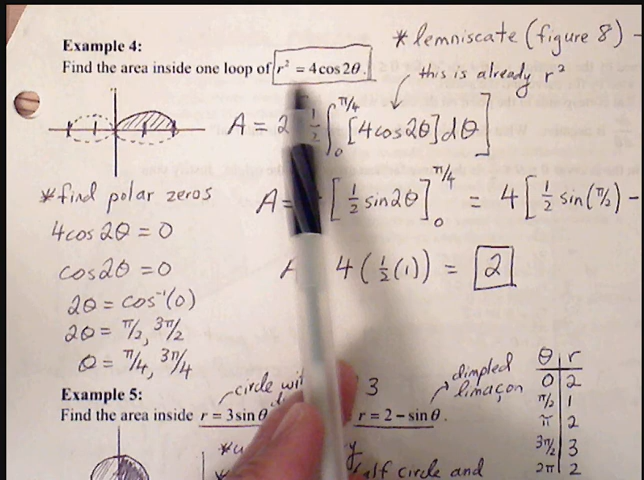 Example 4:
* lemniscate (figure 8) –
Find the area inside one loop of r² = 4cos2θ.
this is already r²
A = 2 ½ ∫₀^π/4 [4cos2θ]dθ]
* find polar zeros
A = [½ sin2θ]₀^π/4 = 4[½ sin(π/2) –
4cos2θ = 0
cos2θ = 0
4(½(1)) = 2
2θ = cos⁻¹(0)
2θ = π/2, 3π/2
θ = π/4, 3π/4
Example 5:
circle
3
dimpled limaçon
Find the area inside r = 3sinθ r = 2 – sinθ.
half circle and
θ r
0 2
π/2 1
π 2
3π/2 3
2π 2